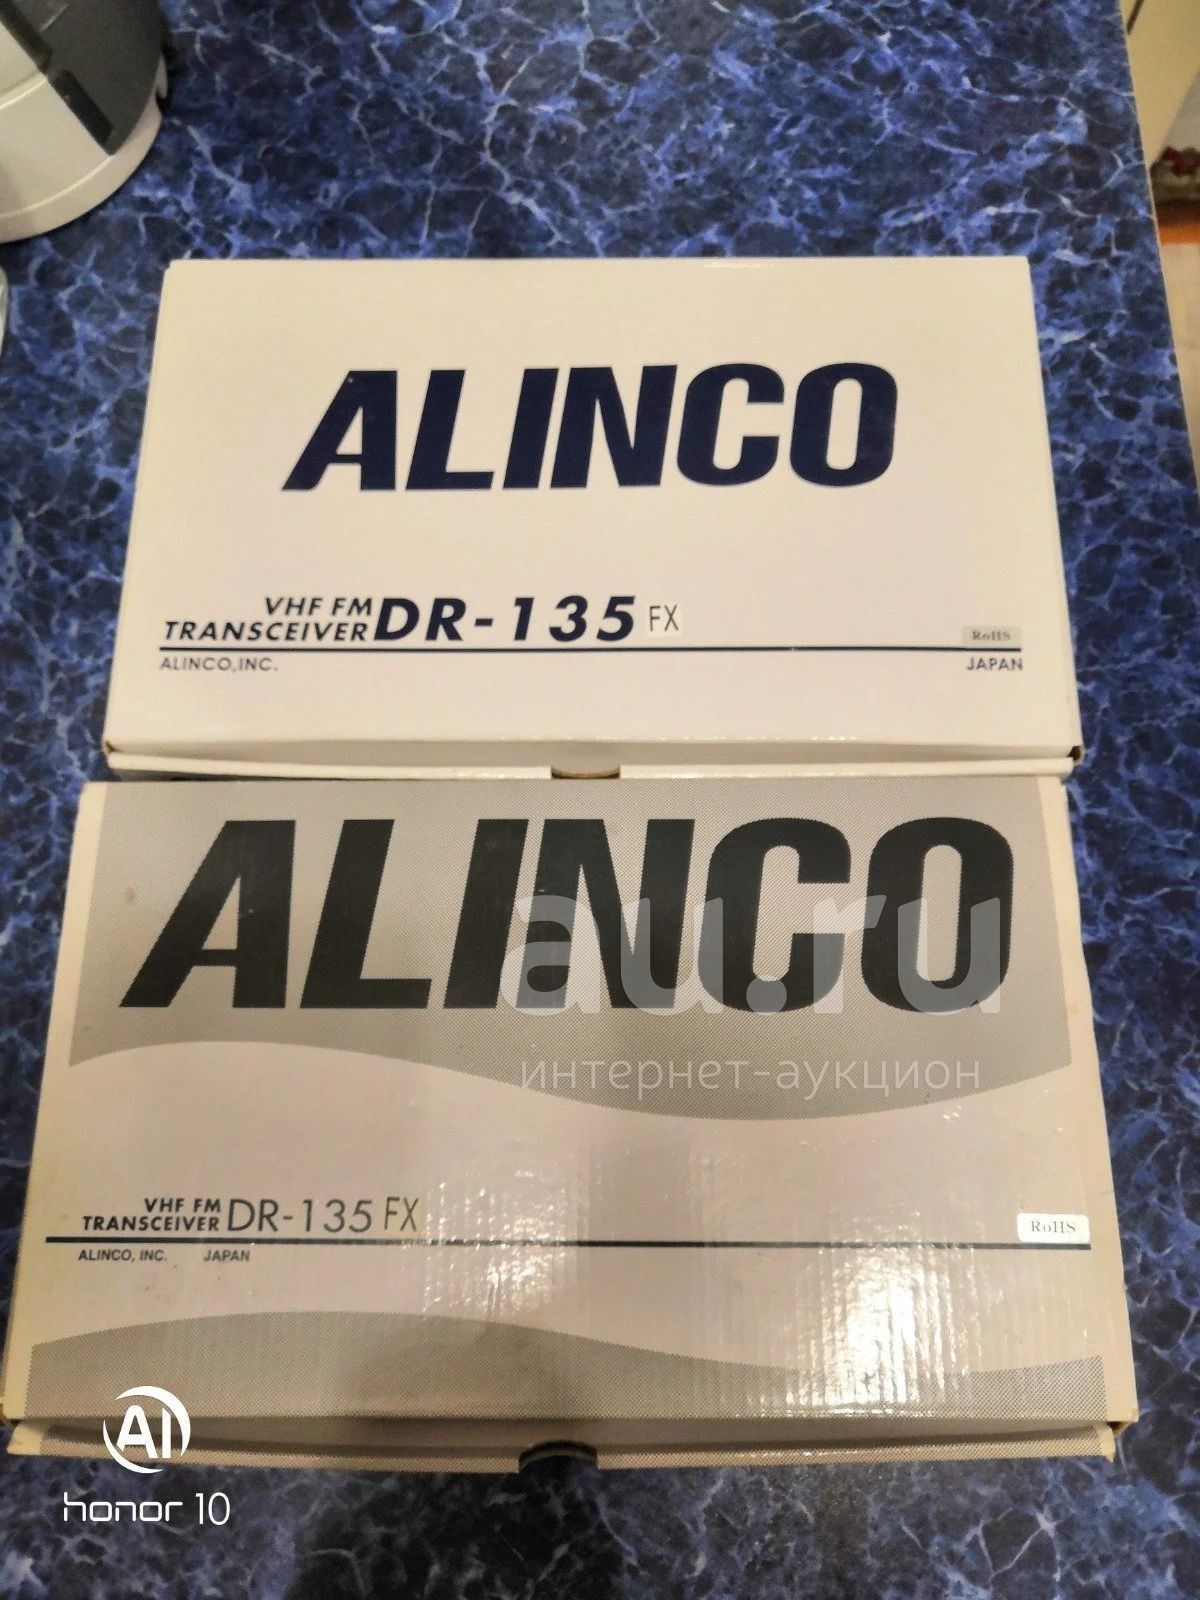 ALINCO
VHF FM
TRANSCEIVER DR-135 FX
RoHS
ALINCO,INC.
JAPAN
ALINCO
au.ru
интернет-аукцион
VHF FM
TRANSCEIVER DR-135 FX
RoHS
ALINCO, INC. JAPAN
AI
honor 10